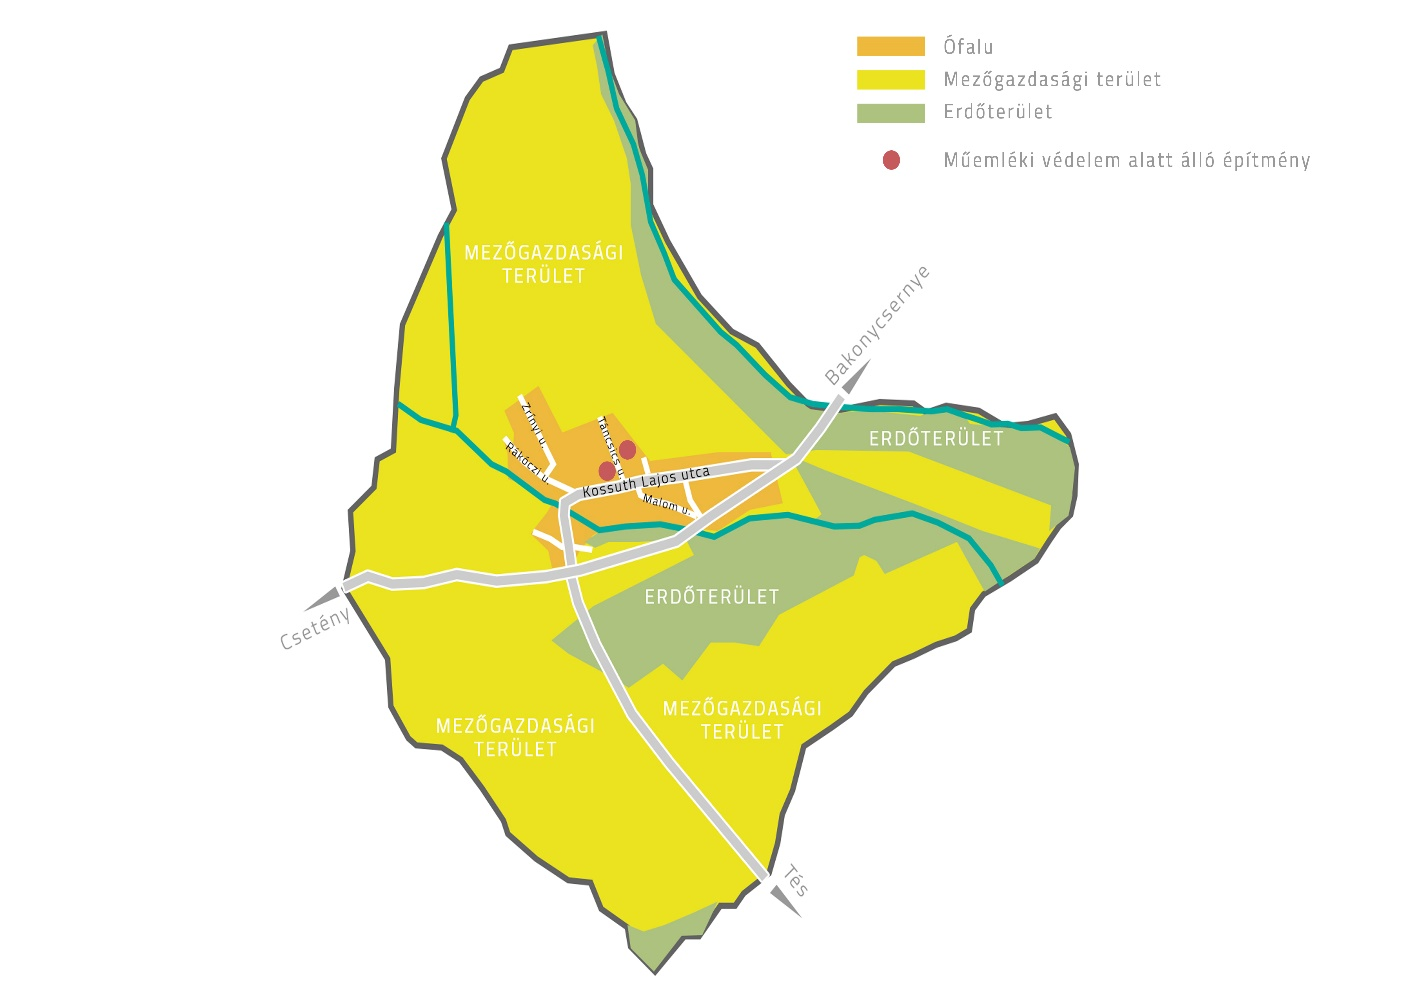 Ófalu
Mezőgazdasági terület
Erdőterület
Műemléki védelem alatt álló építmény
MEZŐGAZDASÁGI
TERÜLET
Bakonycsernye
Zrínyi u.
Rákóczi u.
Táncsics u.
Kossuth Lajos utca
Malom u.
ERDŐTERÜLET
ERDŐTERÜLET
Csetény
MEZŐGAZDASÁGI
TERÜLET
MEZŐGAZDASÁGI
TERÜLET
Tés